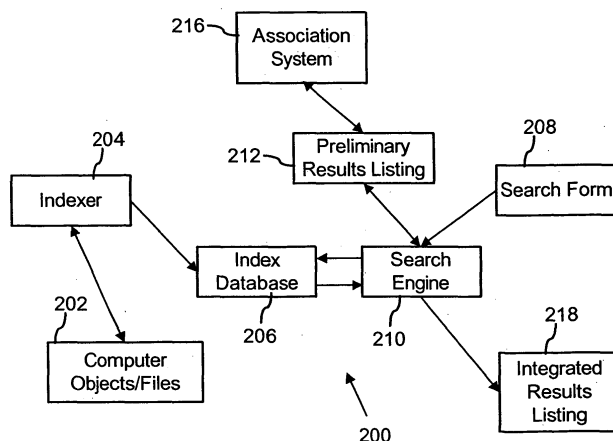 216
Association
System
204
212
Preliminary
Results Listing
208
Indexer
Search Form
Index
Database
206
Search
Engine
210
202
Computer
Objects/Files
218
Integrated
Results
Listing
200